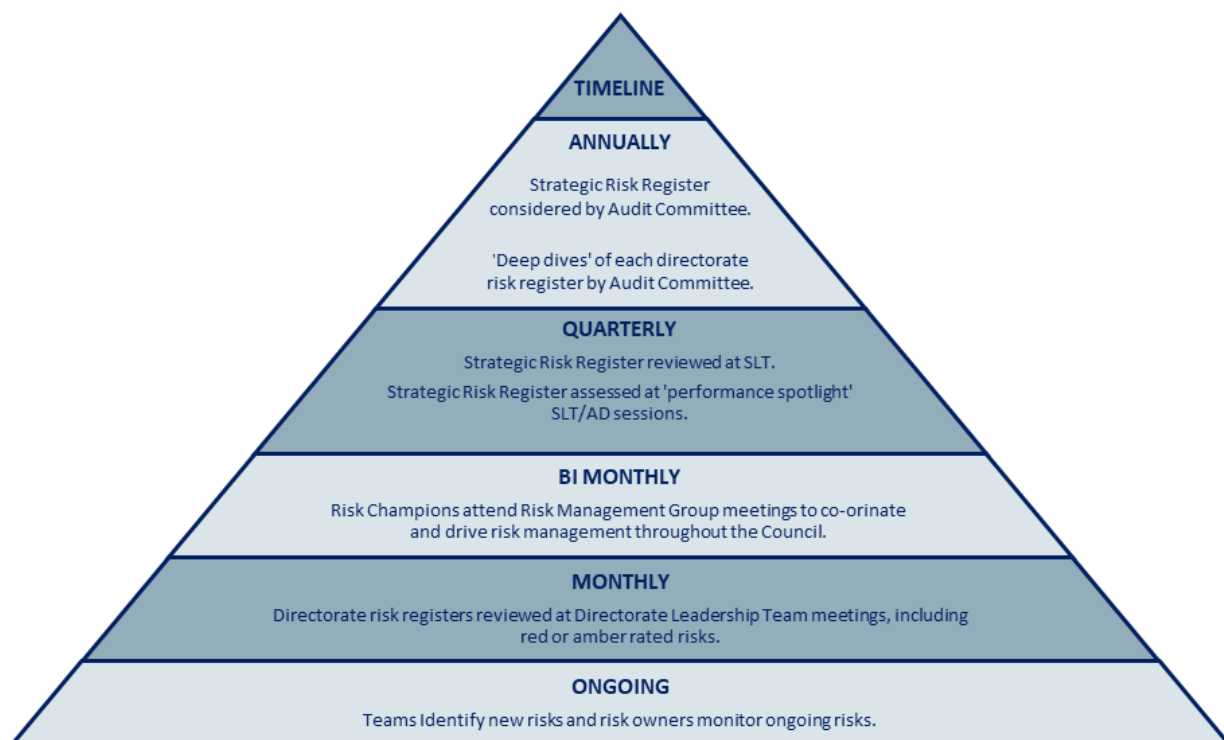 TIMELINE
ANNUALLY
Strategic Risk Register
considered by Audit Committee.
'Deep dives' of each directorate
risk register by Audit Committee.
QUARTERLY
Strategic Risk Register reviewed at SLT.
Strategic Risk Register assessed at 'performance spotlight'
SLT/AD sessions.
BI MONTHLY
Risk Champions attend Risk Management Group meetings to co-orinate
and drive risk management throughout the Council.
MONTHLY
Directorate risk registers reviewed at Directorate Leadership Team meetings, including
red or amber rated risks.
ONGOING
Teams Identify new risks and risk owners monitor ongoing risks.